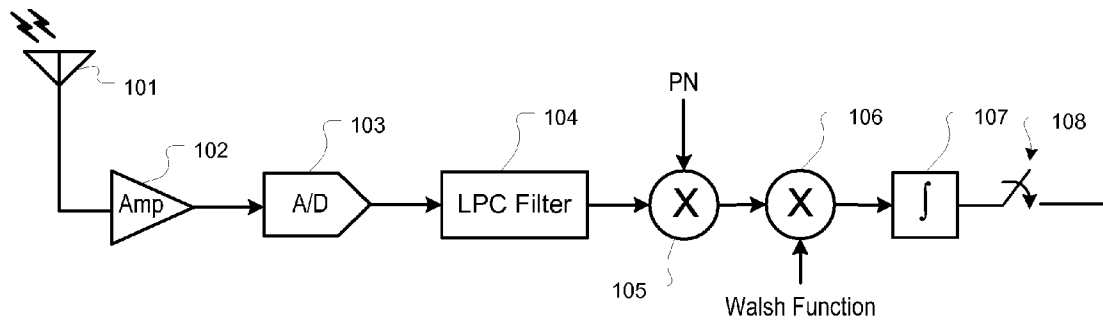 101
102
Amp
103
A/D
104
LPC Filter
PN
X
105
106
X
Walsh Function
107
∫
108